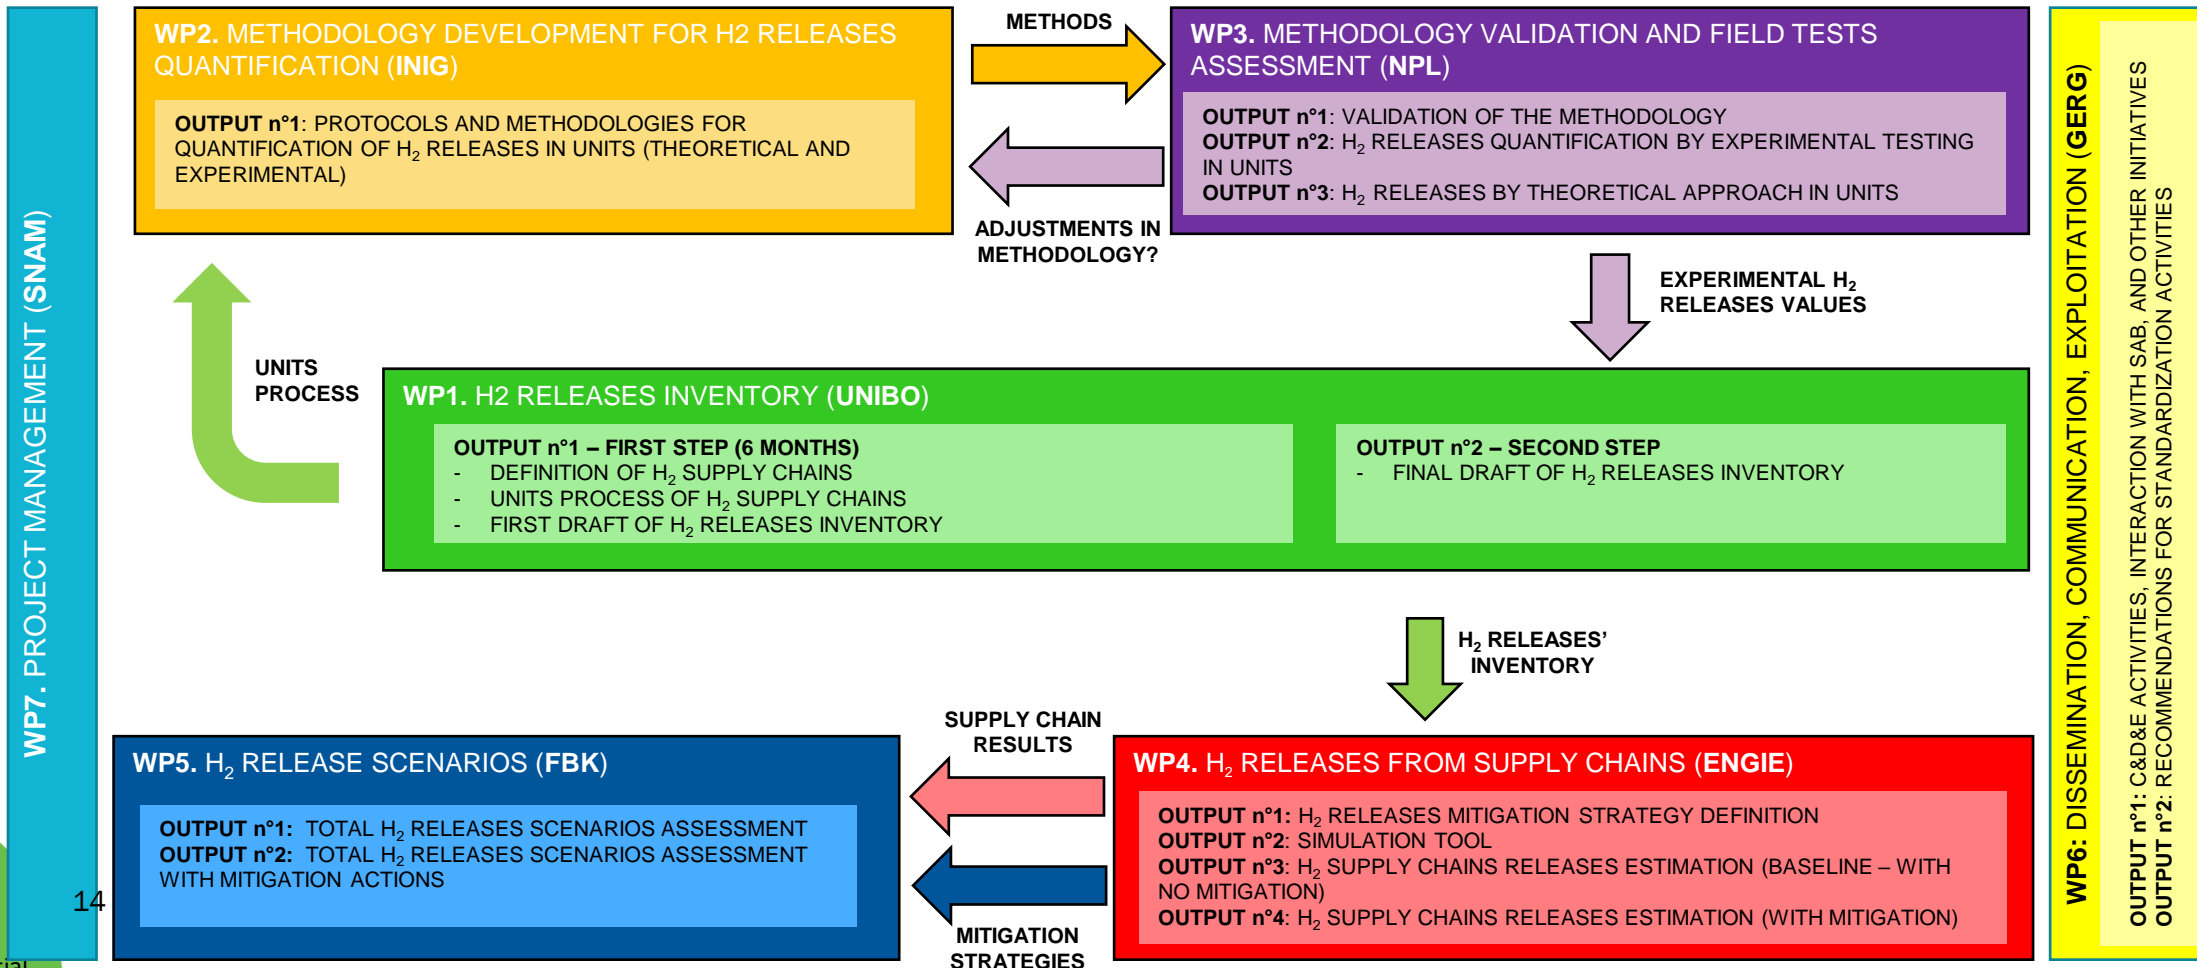 WP7. PROJECT MANAGEMENT (SNAM)
WP2. METHODOLOGY DEVELOPMENT FOR H2 RELEASES
QUANTIFICATION (INIG)
OUTPUT n°1: PROTOCOLS AND METHODOLOGIES FOR
QUANTIFICATION OF H₂ RELEASES IN UNITS (THEORETICAL AND
EXPERIMENTAL)
METHODS
ADJUSTMENTS IN
METHODOLOGY?
WP3. METHODOLOGY VALIDATION AND FIELD TESTS
ASSESSMENT (NPL)
OUTPUT n°1: VALIDATION OF THE METHODOLOGY
OUTPUT n°2: H₂ RELEASES QUANTIFICATION BY EXPERIMENTAL TESTING
IN UNITS
OUTPUT n°3: H₂ RELEASES BY THEORETICAL APPROACH IN UNITS
EXPERIMENTAL H₂
RELEASES VALUES
UNITS
PROCESS
WP1. H2 RELEASES INVENTORY (UNIBO)
OUTPUT n°1 – FIRST STEP (6 MONTHS)
- DEFINITION OF H₂ SUPPLY CHAINS
- UNITS PROCESS OF H₂ SUPPLY CHAINS
- FIRST DRAFT OF H₂ RELEASES INVENTORY
OUTPUT n°2 – SECOND STEP
- FINAL DRAFT OF H₂ RELEASES INVENTORY
H₂ RELEASES'
INVENTORY
WP5. H₂ RELEASE SCENARIOS (FBK)
OUTPUT n°1: TOTAL H₂ RELEASES SCENARIOS ASSESSMENT
OUTPUT n°2: TOTAL H₂ RELEASES SCENARIOS ASSESSMENT
WITH MITIGATION ACTIONS
SUPPLY CHAIN
RESULTS
MITIGATION
STRATEGIES
WP4. H₂ RELEASES FROM SUPPLY CHAINS (ENGIE)
OUTPUT n°1: H₂ RELEASES MITIGATION STRATEGY DEFINITION
OUTPUT n°2: SIMULATION TOOL
OUTPUT n°3: H₂ SUPPLY CHAINS RELEASES ESTIMATION (BASELINE – WITH
NO MITIGATION)
OUTPUT n°4: H₂ SUPPLY CHAINS RELEASES ESTIMATION (WITH MITIGATION)
WP6: DISSEMINATION, COMMUNICATION, EXPLOITATION (GERG)
OUTPUT n°1: C&D&E ACTIVITIES, INTERACTION WITH SAB, AND OTHER INITIATIVES
OUTPUT n°2: RECOMMENDATIONS FOR STANDARDIZATION ACTIVITIES
14